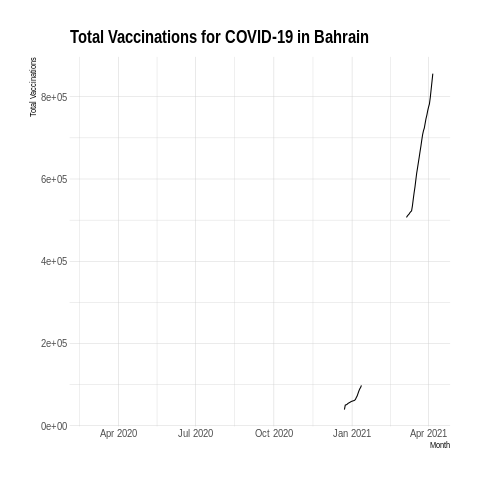 Total Vaccinations for COVID-19 in Bahrain
Total Vaccinations
8e+05
6e+05
4e+05
2e+05
0e+00
Apr 2020 Jul 2020 Oct 2020 Jan 2021 Apr 2021
Month